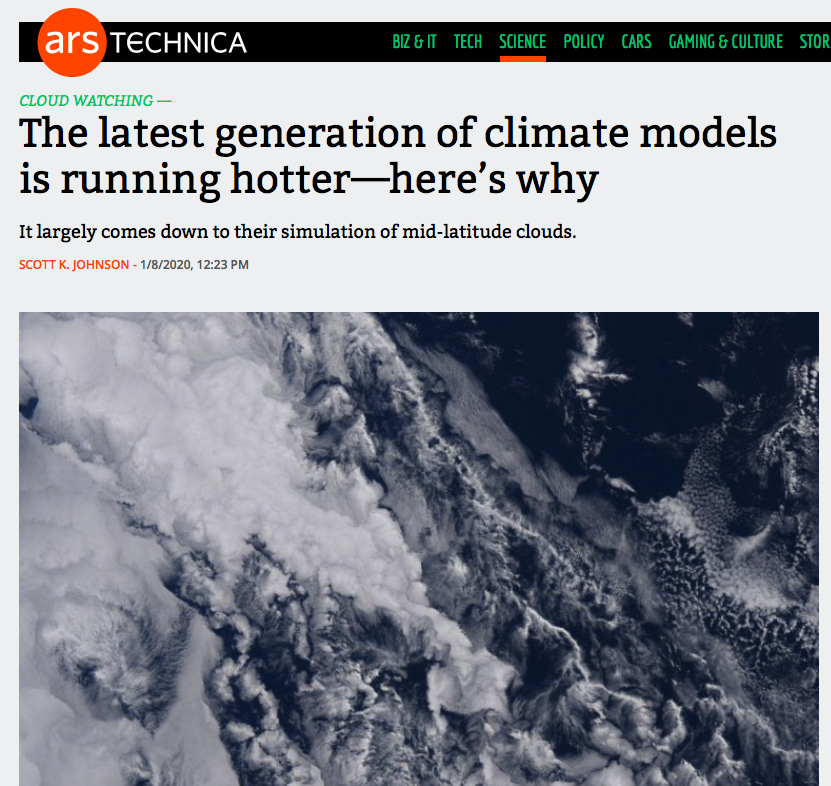 ars TECHNICA
BIZ & IT TECH SCIENCE POLICY CARS GAMING & CULTURE STOR
CLOUD WATCHING —
The latest generation of climate models
is running hotter—here’s why
It largely comes down to their simulation of mid-latitude clouds.
SCOTT K. JOHNSON - 1/8/2020, 12:23 PM